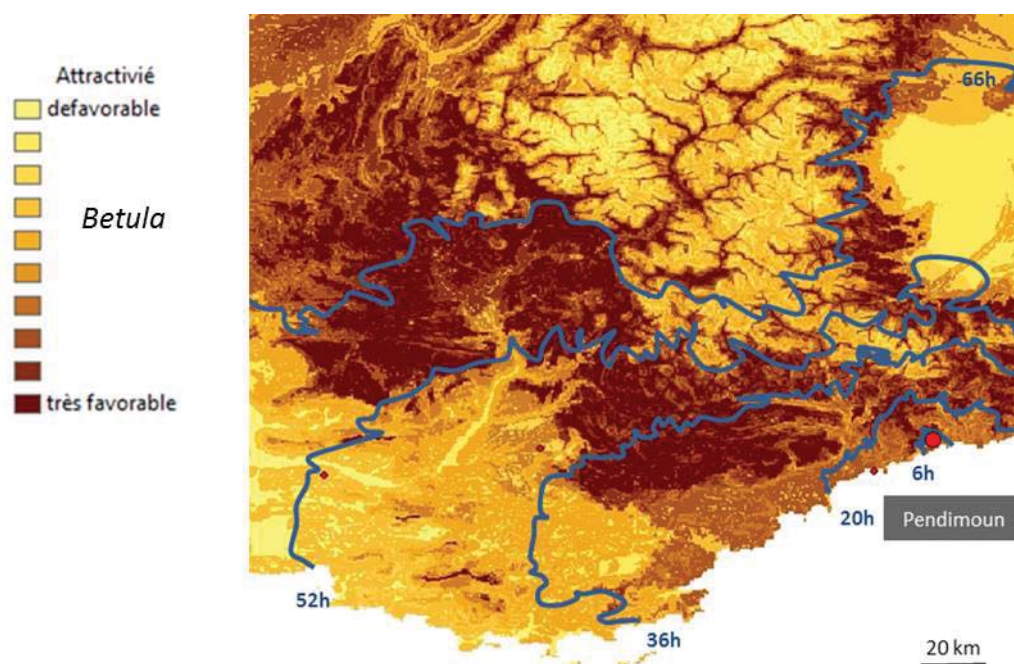 Attractivié
defavorable
Betula
très favorable
66h
6h
20h
Pendimoun
52h
36h
20 km